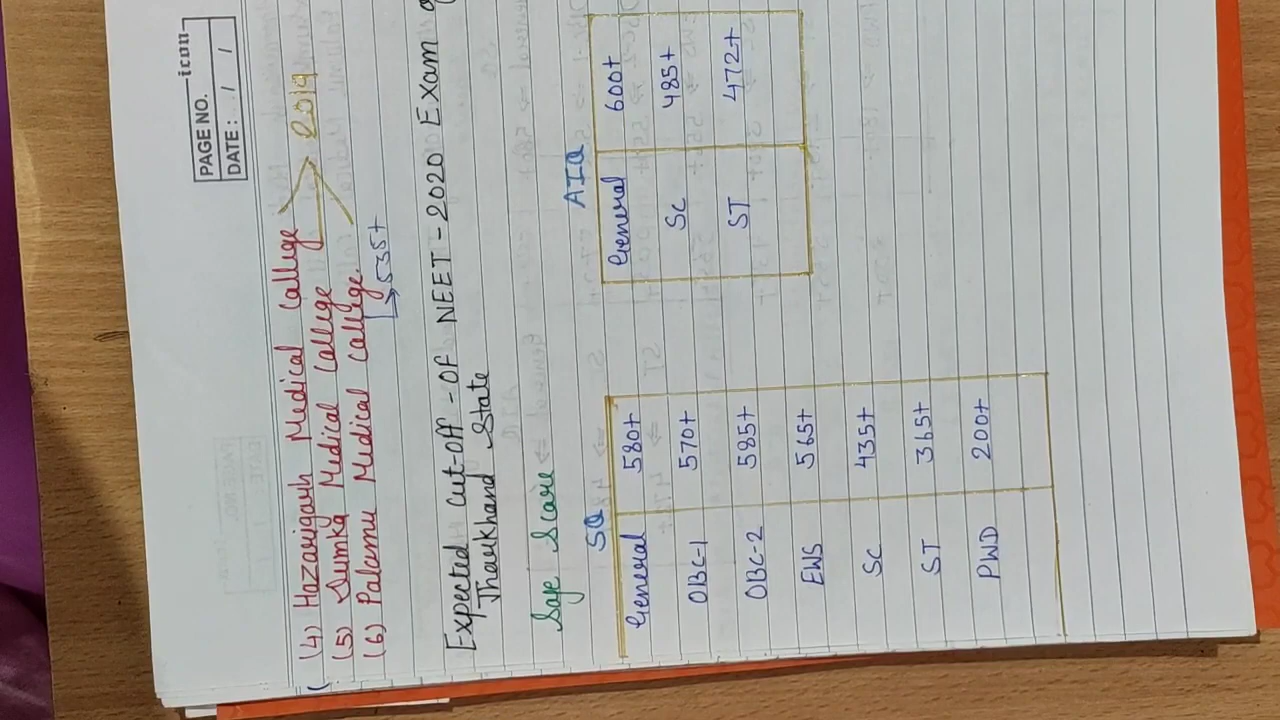 icon
PAGE NO.
DATE: / /
(4) Hazarigarh Medical College
(5) Dumka Medical College → 2019
(6) Palamu Medical College.
↳ 535+
Expected Cut-Off - OF NEET-2020 Exam
Jharkhand State
Safe Score
SQ
General 580+
OBC-1 570+
OBC-2 585+
EWS 565+
SC 435+
ST 365+
PWD 200+
AIQ
General 600+
SC 485+
ST 472+